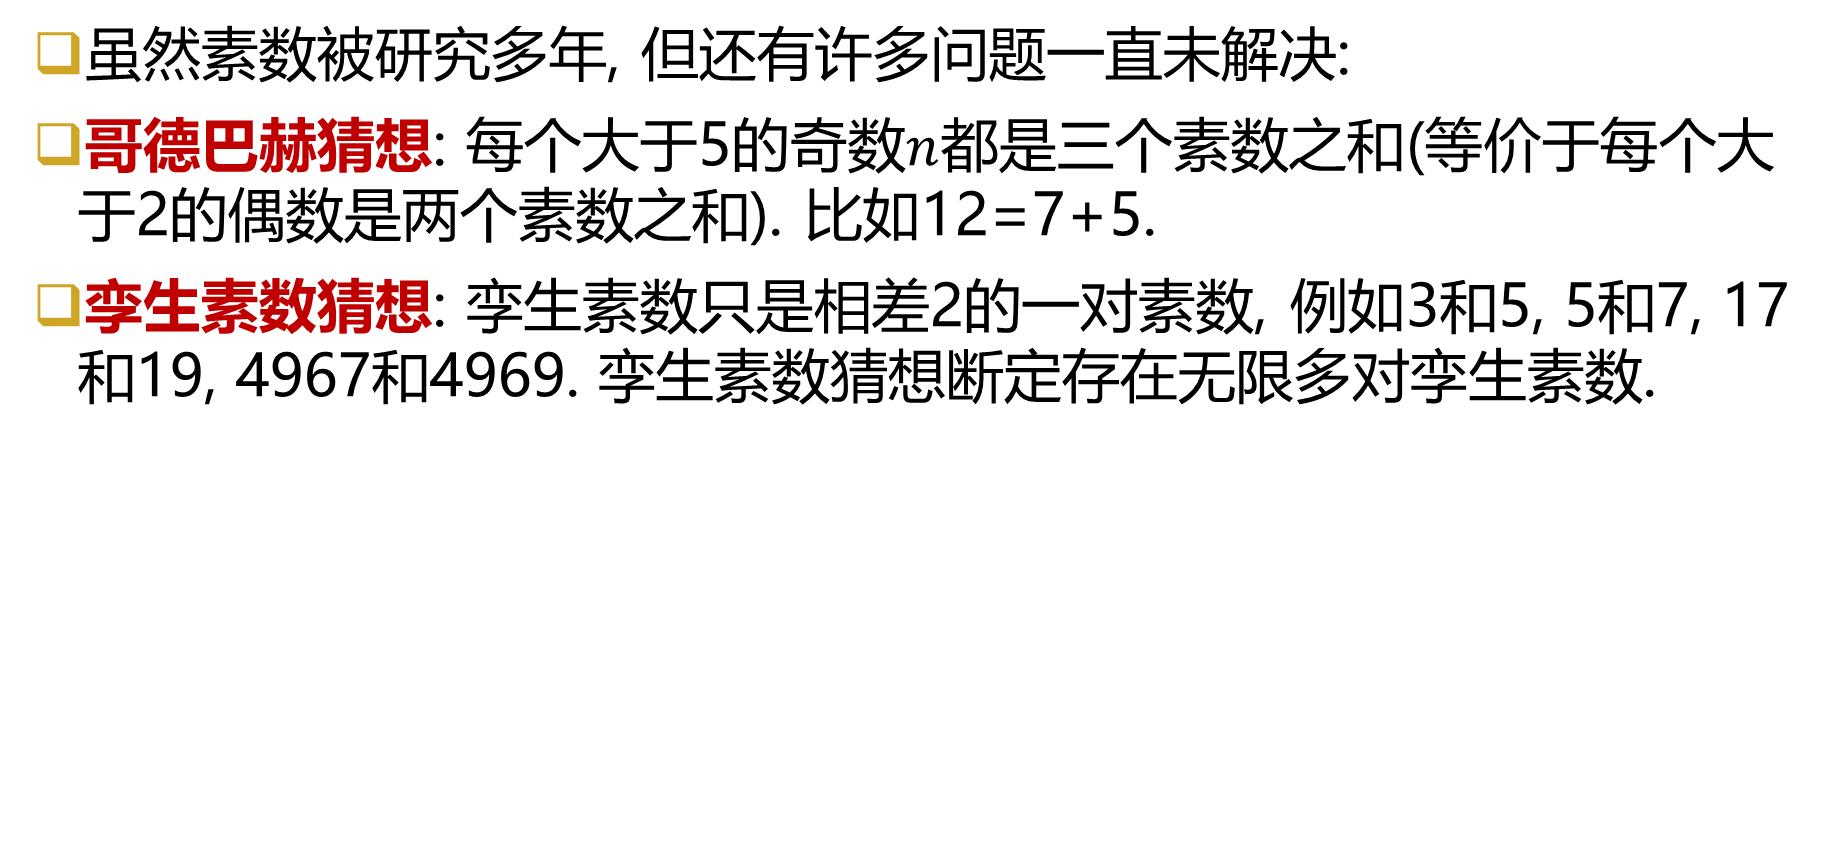 虽然素数被研究多年, 但还有许多问题一直未解决:
哥德巴赫猜想: 每个大于5的奇数n都是三个素数之和(等价于每个大
于2的偶数是两个素数之和). 比如12=7+5.
孪生素数猜想: 孪生素数只是相差2的一对素数, 例如3和5, 5和7, 17
和19, 4967和4969. 孪生素数猜想断定存在无限多对孪生素数.